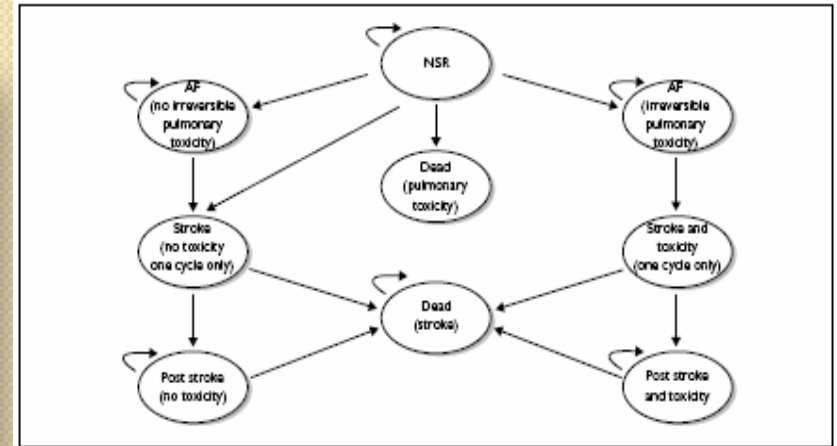 NSR
AF
(no irreversible
pulmonary
toxicity)
AF
(irreversible
pulmonary
toxicity)
Dead
(pulmonary
toxicity)
Stroke
(no toxicity
one cycle only)
Stroke and
toxicity
(one cycle only)
Dead
(stroke)
Post stroke
(no toxicity)
Post stroke
and toxicity